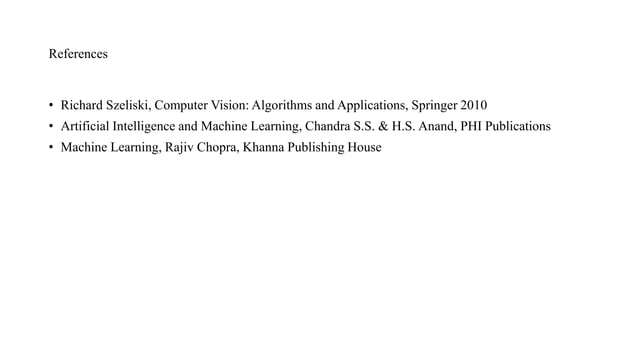 References
• Richard Szeliski, Computer Vision: Algorithms and Applications, Springer 2010
• Artificial Intelligence and Machine Learning, Chandra S.S. & H.S. Anand, PHI Publications
• Machine Learning, Rajiv Chopra, Khanna Publishing House